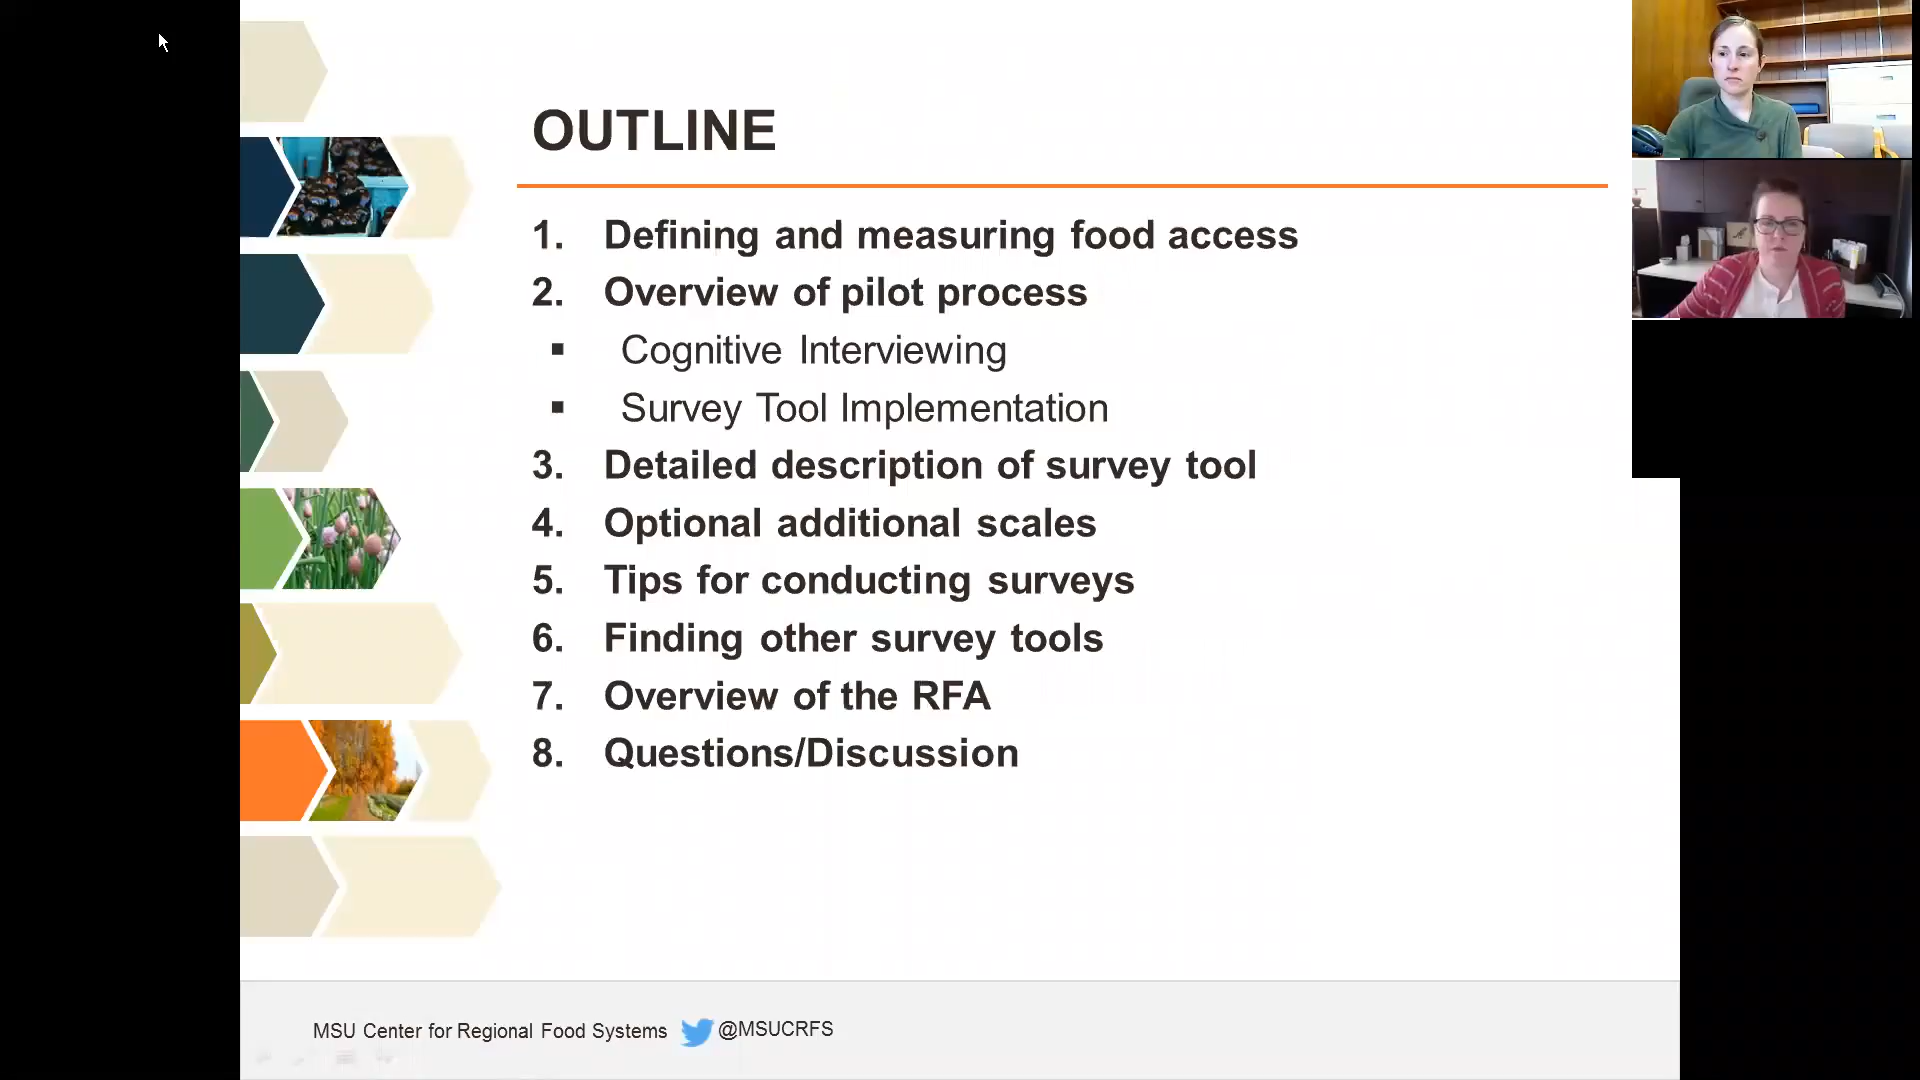 OUTLINE
1. Defining and measuring food access
2. Overview of pilot process
▪ Cognitive Interviewing
▪ Survey Tool Implementation
3. Detailed description of survey tool
4. Optional additional scales
5. Tips for conducting surveys
6. Finding other survey tools
7. Overview of the RFA
8. Questions/Discussion
MSU Center for Regional Food Systems @MSUCRFS